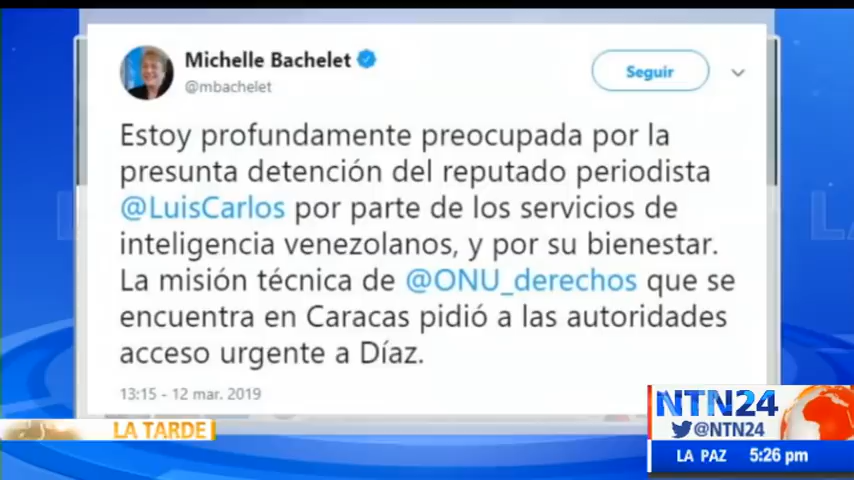 Michelle Bachelet
@mbachelet
Seguir
Estoy profundamente preocupada por la
presunta detención del reputado periodista
@LuisCarlos por parte de los servicios de
inteligencia venezolanos, y por su bienestar.
La misión técnica de @ONU_derechos que se
encuentra en Caracas pidió a las autoridades
acceso urgente a Díaz.
13:15 - 12 mar. 2019
LA TARDE
NTN24
@NTN24
LA PAZ 5:26 pm